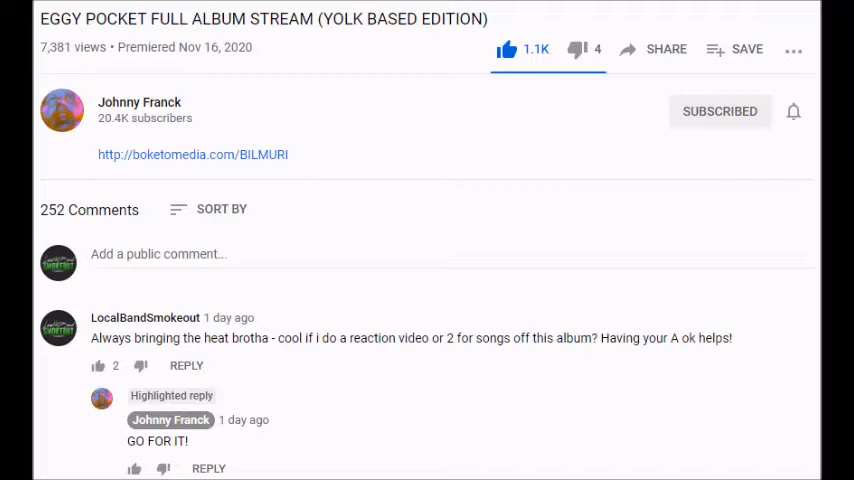 EGGY POCKET FULL ALBUM STREAM (YOLK BASED EDITION)
7,381 views • Premiered Nov 16, 2020
1.1K 4 SHARE SAVE
Johnny Franck
20.4K subscribers
SUBSCRIBED
http://boketomedia.com/BILMURI
252 Comments SORT BY
Add a public comment...
LocalBandSmokeout 1 day ago
Always bringing the heat brotha - cool if i do a reaction video or 2 for songs off this album? Having your A ok helps!
2 REPLY
Highlighted reply
Johnny Franck 1 day ago
GO FOR IT!
REPLY